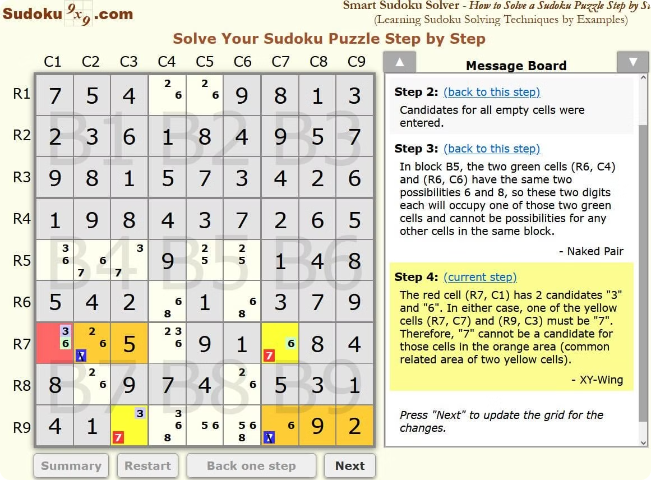 Sudoku 9x9 .com
Smart Sudoku Solver - How to Solve a Sudoku Puzzle Step by
(Learning Sudoku Solving Techniques by Examples)
Solve Your Sudoku Puzzle Step by Step
C1 C2 C3 C4 C5 C6 C7 C8 C9
R1 7 5 4 2 6 2 6 9 8 1 3
R2 2 3 6 1 8 4 9 5 7
B1 B2 B3
R3 9 8 1 5 7 3 4 2 6
R4 1 9 8 4 3 7 2 6 5
R5 3 6 6 7 3 7 9 2 5 2 5 1 4 8
B4 B5 B6
R6 5 4 2 6 8 1 6 8 3 7 9
R7 3 6 2 6 7 5 2 3 6 9 1 6 7 8 4
R8 8 2 6 9 7 4 2 6 5 3 1
B7 B8 B9
R9 4 1 3 7 3 6 8 5 6 5 6 8 6 7 9 2
Summary Restart Back one step Next
Message Board
Step 2: (back to this step)
Candidates for all empty cells were
entered.
Step 3: (back to this step)
In block B5, the two green cells (R6, C4)
and (R6, C6) have the same two
possibilities 6 and 8, so these two digits
each will occupy one of those two green
cells and cannot be possibilities for any
other cells in the same block.
- Naked Pair
Step 4: (current step)
The red cell (R7, C1) has 2 candidates "3"
and "6". In either case, one of the yellow
cells (R7, C7) and (R9, C3) must be "7".
Therefore, "7" cannot be a candidate for
those cells in the orange area (common
related area of two yellow cells).
- XY-Wing
Press "Next" to update the grid for the
changes.